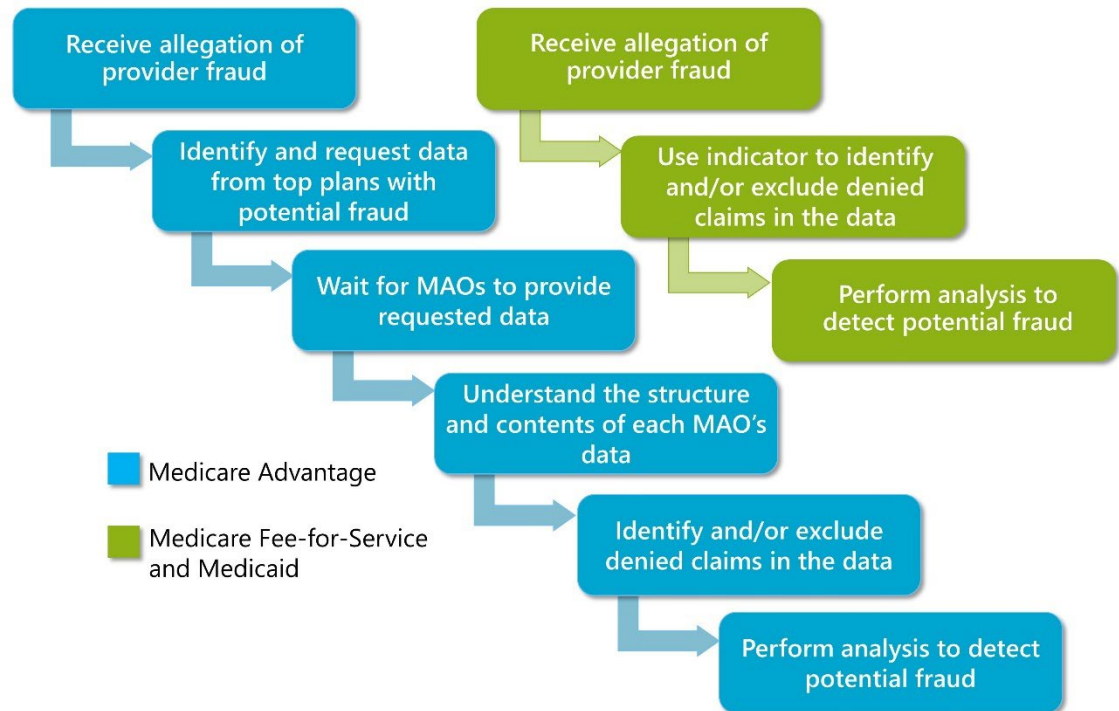 Receive allegation of
provider fraud
Identify and request data
from top plans with
potential fraud
Wait for MAOs to provide
requested data
Understand the structure
and contents of each MAO's
data
Identify and/or exclude
denied claims in the data
Perform analysis to detect
potential fraud
Receive allegation of
provider fraud
Use indicator to identify
and/or exclude denied
claims in the data
Perform analysis to
detect potential fraud
Medicare Advantage
Medicare Fee-for-Service
and Medicaid